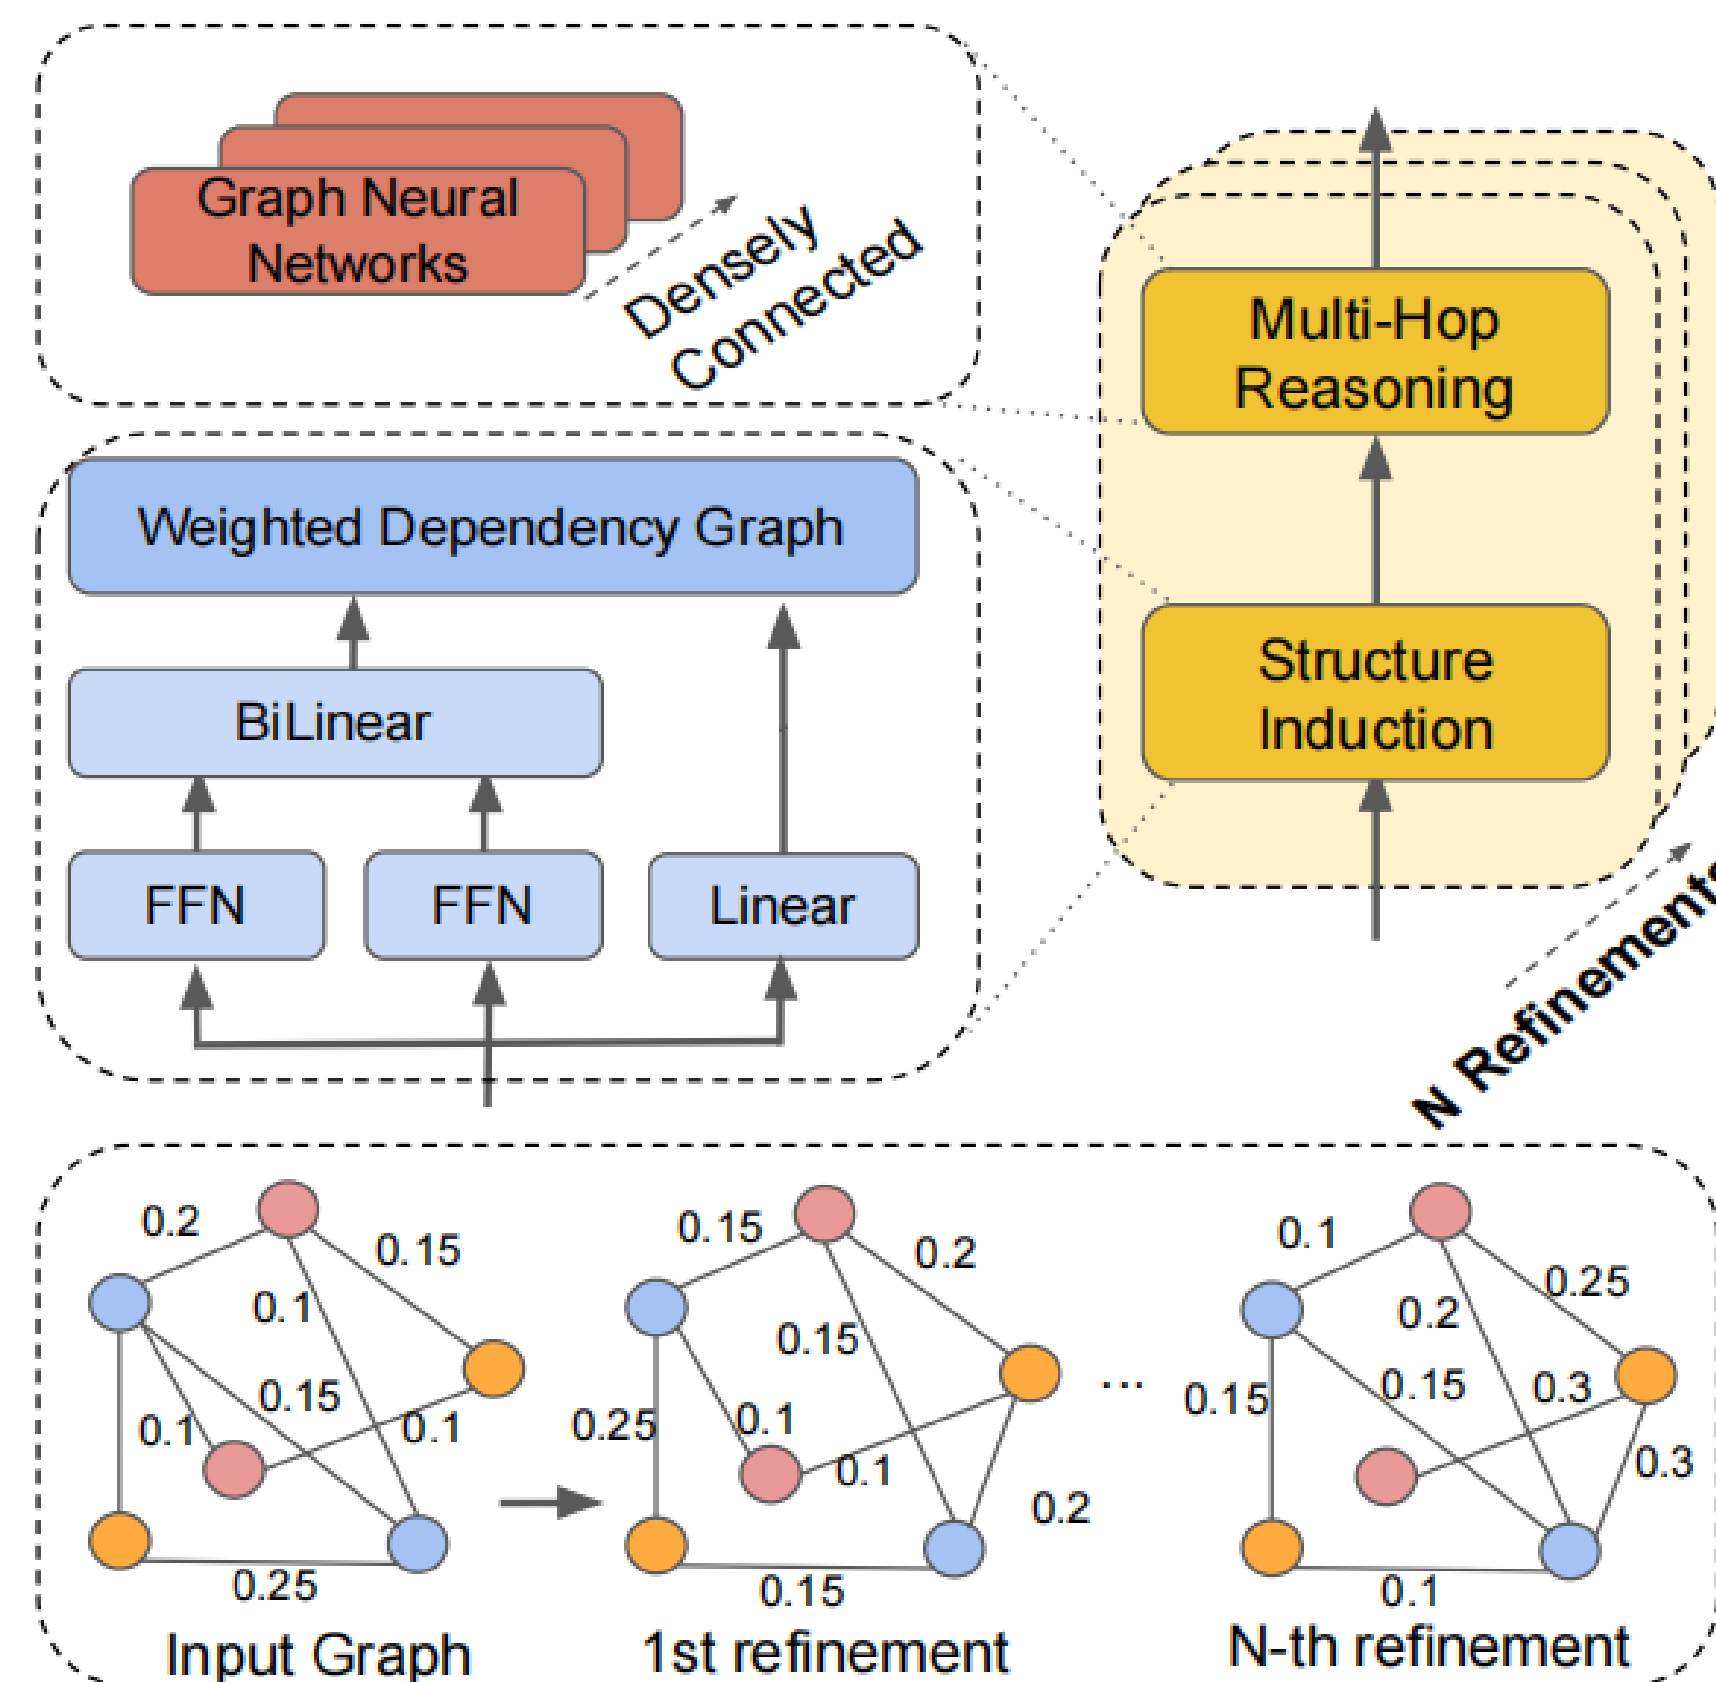 Graph Neural
Networks
Densely
Connected
Multi-Hop
Reasoning
Weighted Dependency Graph
Structure
Induction
BiLinear
FFN
FFN
Linear
N Refinements
0.2
0.15
0.1
0.15
0.1
0.1
0.25
Input Graph
0.15
0.2
0.15
0.25
0.1
0.1
0.2
0.15
1st refinement
...
0.1
0.25
0.2
0.15
0.15
0.3
0.3
0.1
N-th refinement